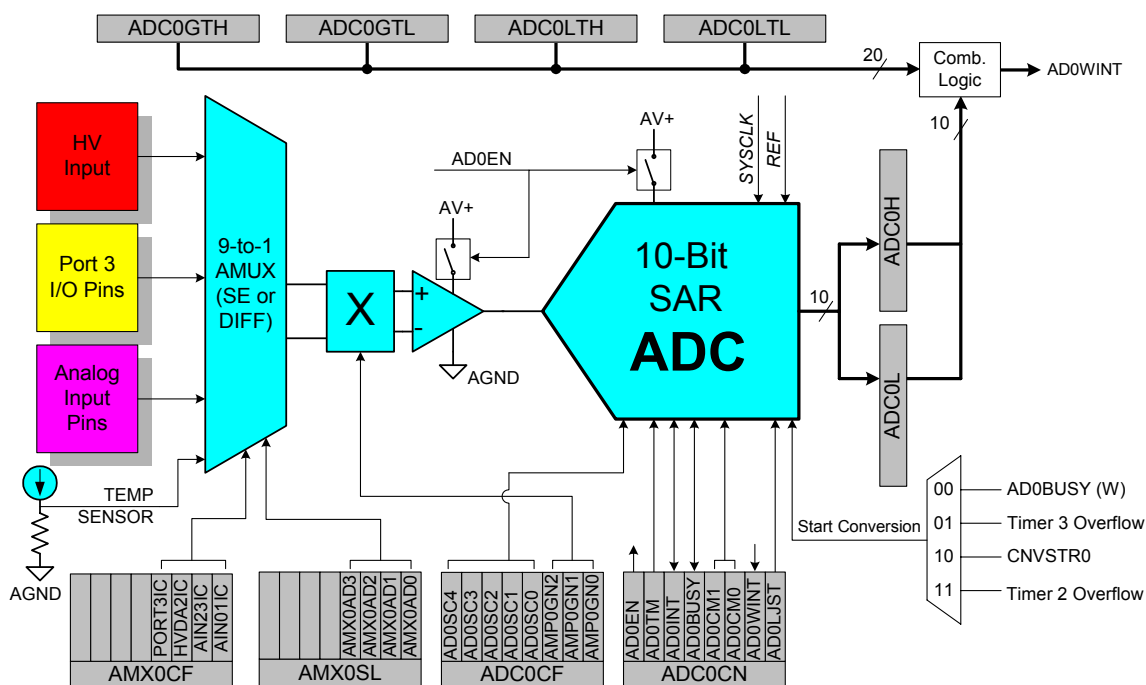 ADC0GTH
ADC0GTL
ADC0LTH
ADC0LTL
20
Comb.
Logic
AD0WINT
10
HV
Input
Port 3
I/O Pins
Analog
Input
Pins
9-to-1
AMUX
(SE or
DIFF)
AD0EN
AV+
AV+
SYSCLK
REF
X
+
-
AGND
10-Bit
SAR
ADC
10
ADC0H
ADC0L
TEMP
SENSOR
AGND
Start Conversion
00
AD0BUSY (W)
01
Timer 3 Overflow
10
CNVSTR0
11
Timer 2 Overflow
PORT3IC
HVDA2IC
AIN23IC
AIN01IC
AMX0CF
AMX0AD3
AMX0AD2
AMX0AD1
AMX0AD0
AMX0SL
AD0SC4
AD0SC3
AD0SC2
AD0SC1
AD0SC0
AMP0GN2
AMP0GN1
AMP0GN0
ADC0CF
AD0EN
AD0TM
AD0INT
AD0BUSY
AD0CM1
AD0CM0
AD0WINT
AD0LJST
ADC0CN